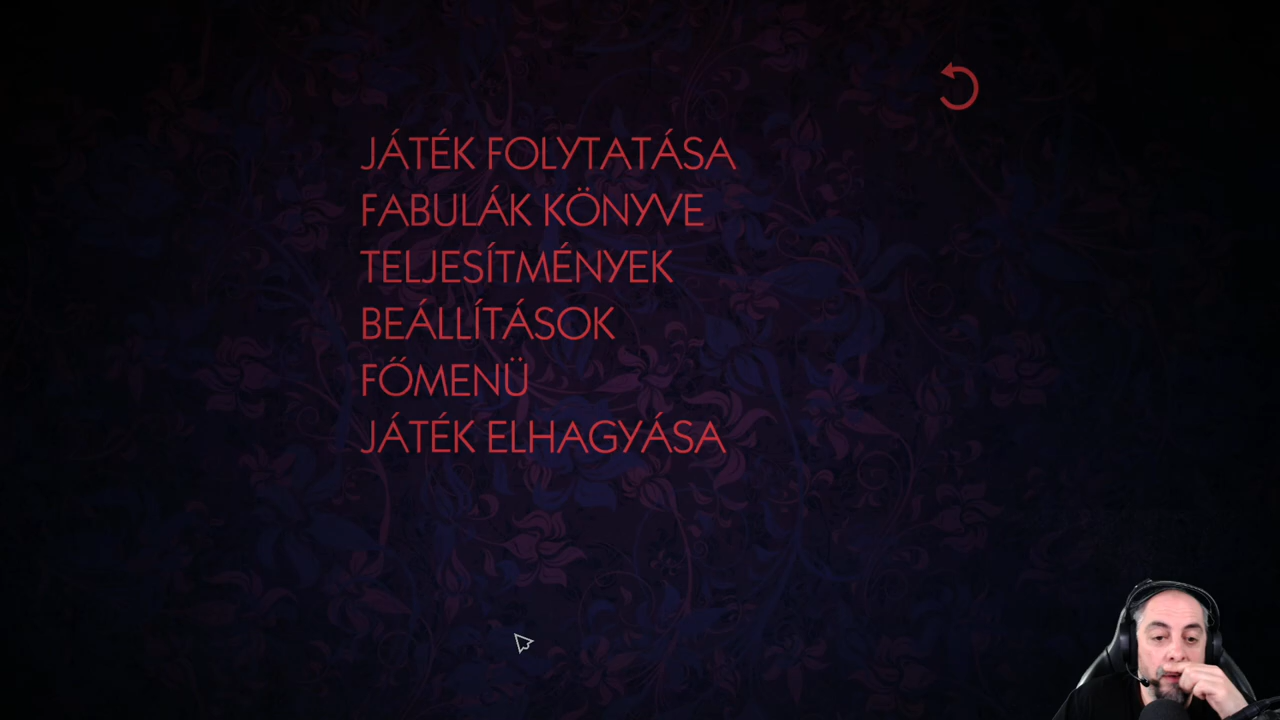 JÁTÉK FOLYTATÁSA
FABULÁK KÖNYVE
TELJESÍTMÉNYEK
BEÁLLÍTÁSOK
FŐMENÜ
JÁTÉK ELHAGYÁSA